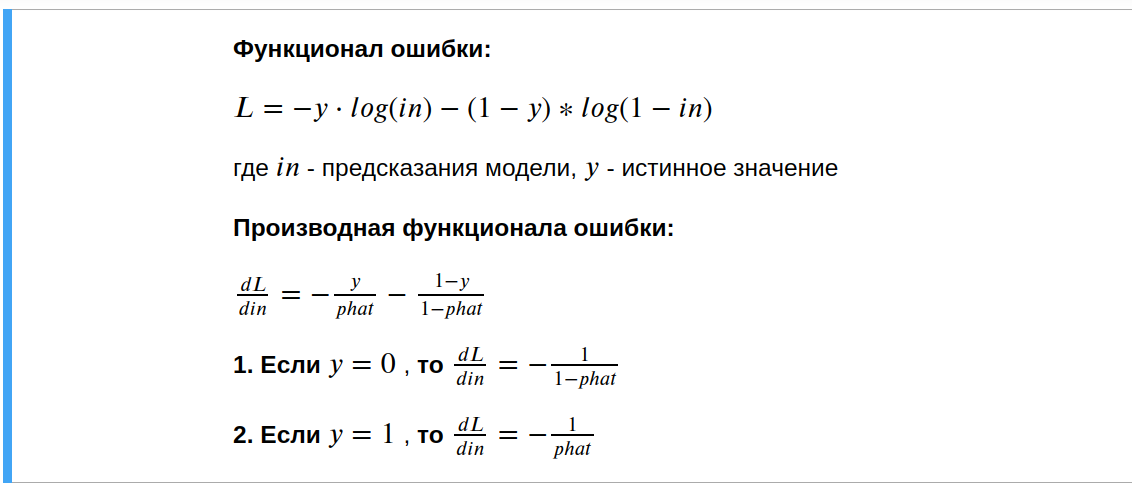 Функционал ошибки:
L = −y · log(in) − (1 − y) ∗ log(1 − in)
где in - предсказания модели, y - истинное значение
Производная функционала ошибки:
\frac{dL}{din} = −\frac{y}{phat} − \frac{1−y}{1−phat}
1. Если y = 0 , то \frac{dL}{din} = −\frac{1}{1−phat}
2. Если y = 1 , то \frac{dL}{din} = −\frac{1}{phat}